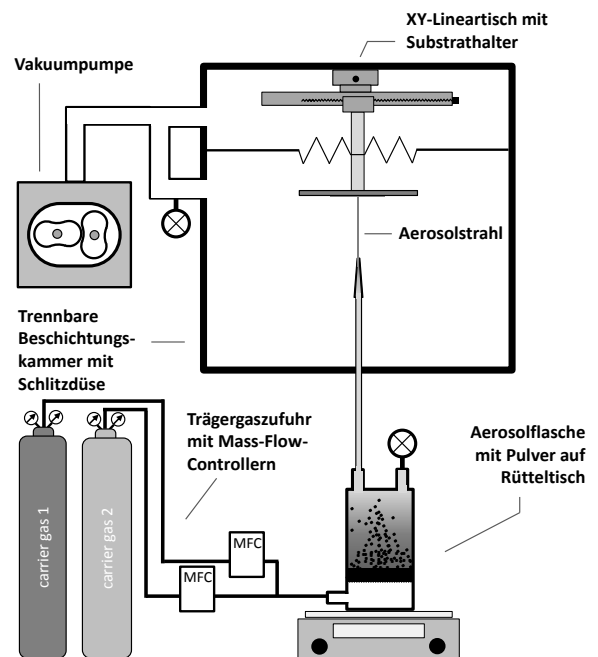 XY-Lineartisch mit
Substrathalter
Vakuumpumpe
Aerosolstrahl
Trennbare
Beschichtungs-
kammer mit
Schlitzdüse
Trägergaszufuhr
mit Mass-Flow-
Controllern
Aerosolflasche
mit Pulver auf
Rütteltisch
carrier gas 1
carrier gas 2
MFC
MFC